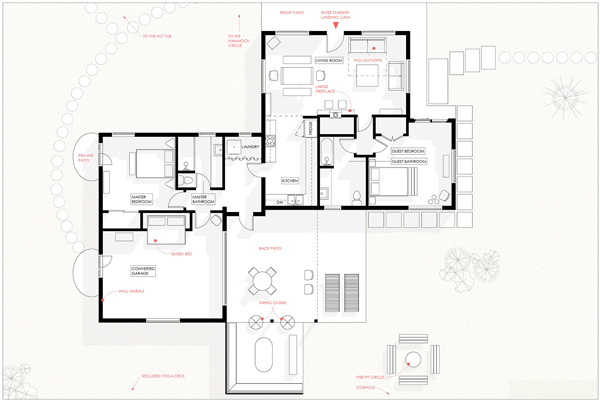 FRONT PATIO
ENTER STARSHIP
LANDING, LUNA
TO THE HOT TUB
TO THE
HAMMOCK
CIRCLE
LIVING ROOM
PULL-OUT SOFA
LARGE
FIREPLACE
FRIDGE
LAUNDRY
PRIVATE
PATIO
GUEST BEDROOM
GUEST BATHROOM
KITCHEN
MASTER
BEDROOM
MASTER
BATHROOM
DW
BACK PATIO
QUEEN BED
CONVERTED
GARAGE
WALL MURALS
SWING CHAIRS
FIRE PIT CIRCLE
CORNHOLE
SECLUDED YOGA DECK